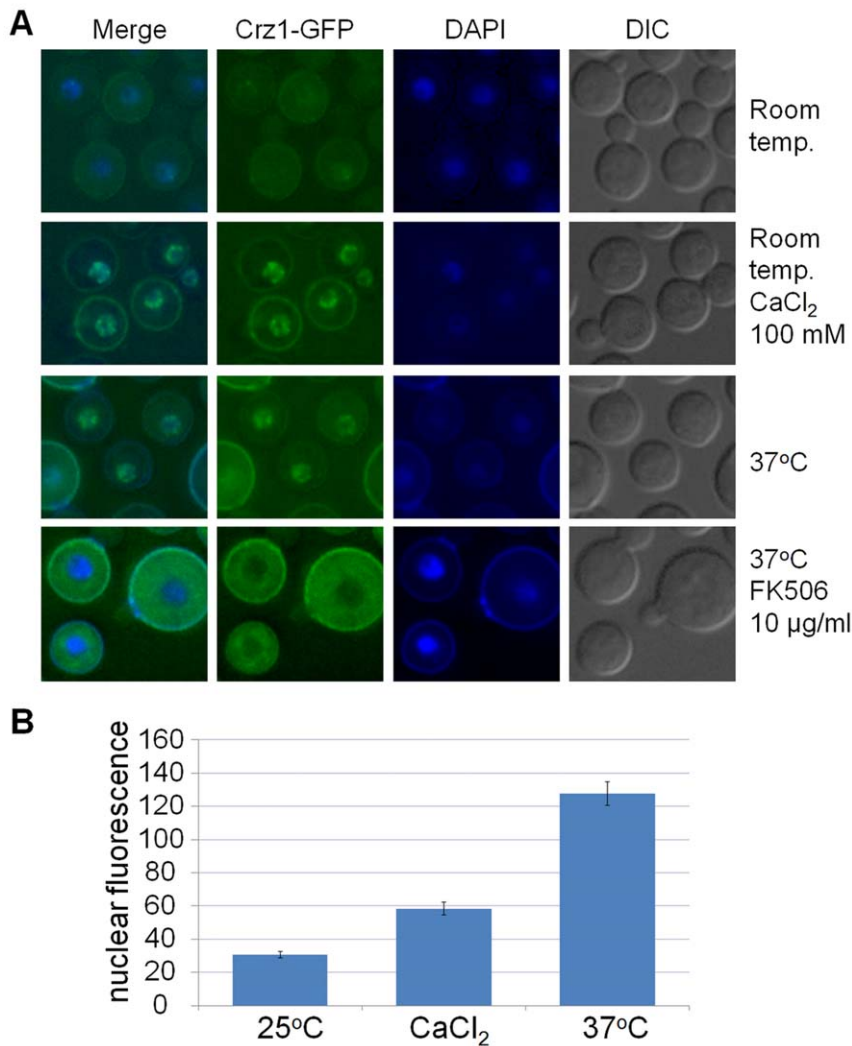 A
Merge Crz1-GFP DAPI DIC
Room
temp.
Room
temp.
CaCl₂
100 mM
37ºC
37ºC
FK506
10 µg/ml
B
nuclear fluorescence
160
140
120
100
80
60
40
20
0
25ºC CaCl₂ 37ºC